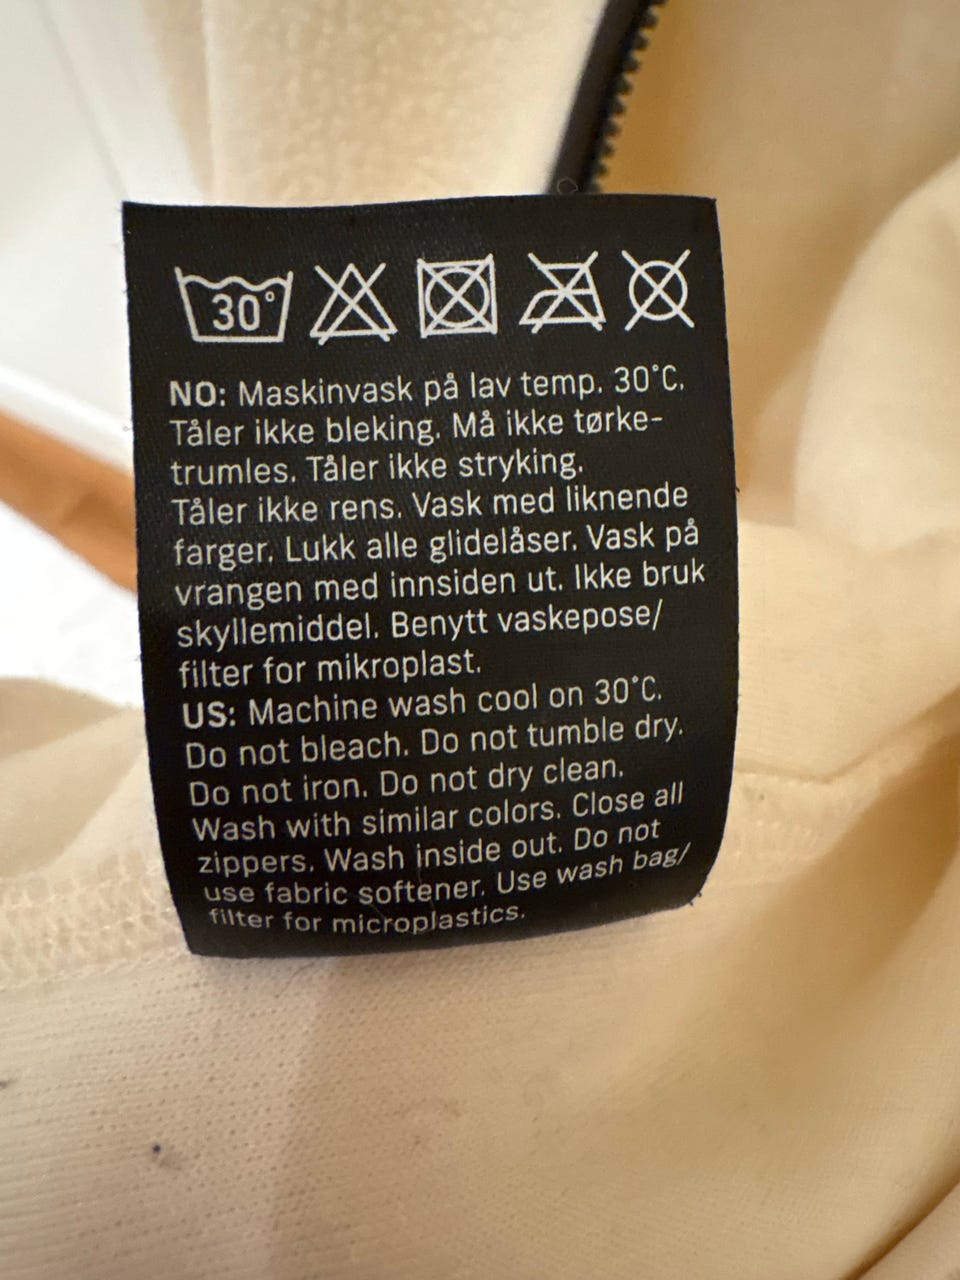 30°
NO: Maskinvask på lav temp. 30°C.
Tåler ikke bleking. Må ikke tørke-
trumles. Tåler ikke stryking.
Tåler ikke rens. Vask med liknende
farger. Lukk alle glidelåser. Vask på
vrangen med innsiden ut. Ikke bruk
skyllemiddel. Benytt vaskepose/
filter for mikroplast.
US: Machine wash cool on 30°C.
Do not bleach. Do not tumble dry.
Do not iron. Do not dry clean.
Wash with similar colors. Close all
zippers. Wash inside out. Do not
use fabric softener. Use wash bag/
filter for microplastics.